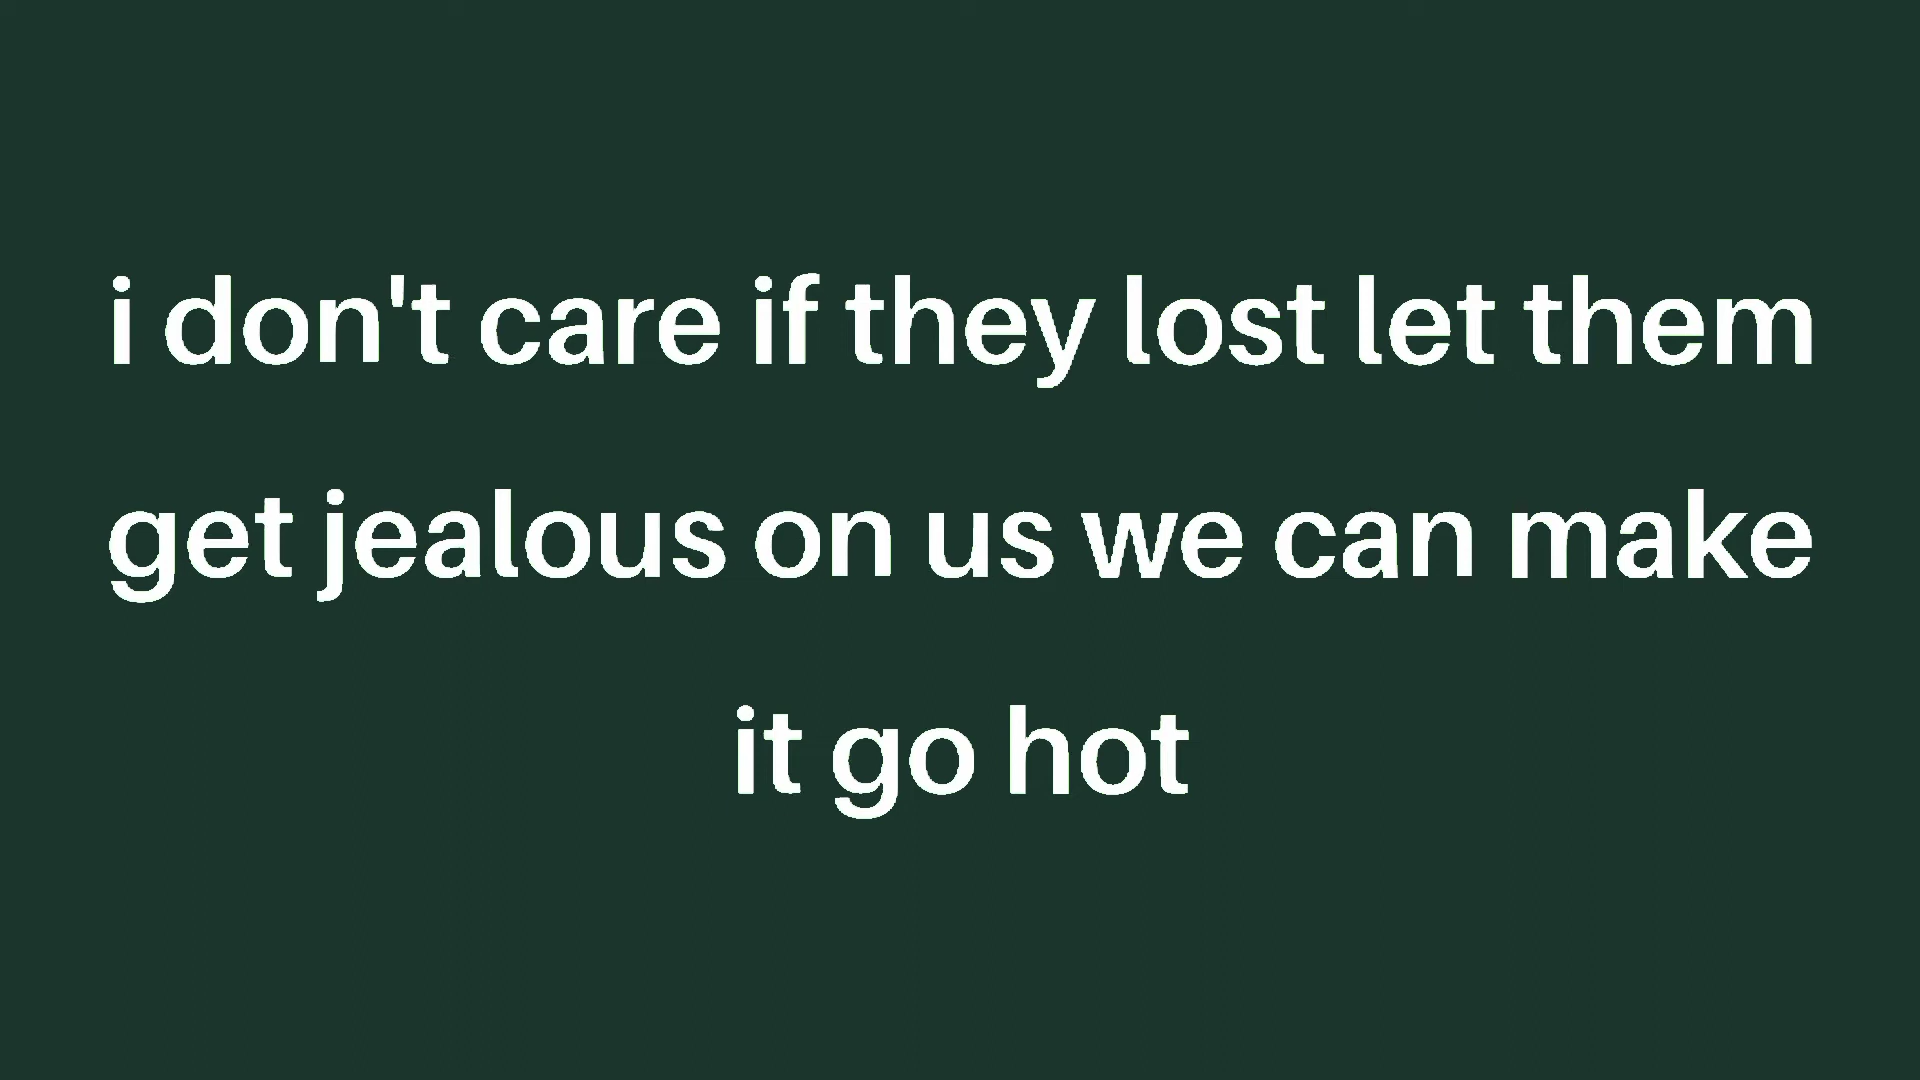 i don't care if they lost let them
get jealous on us we can make
it go hot